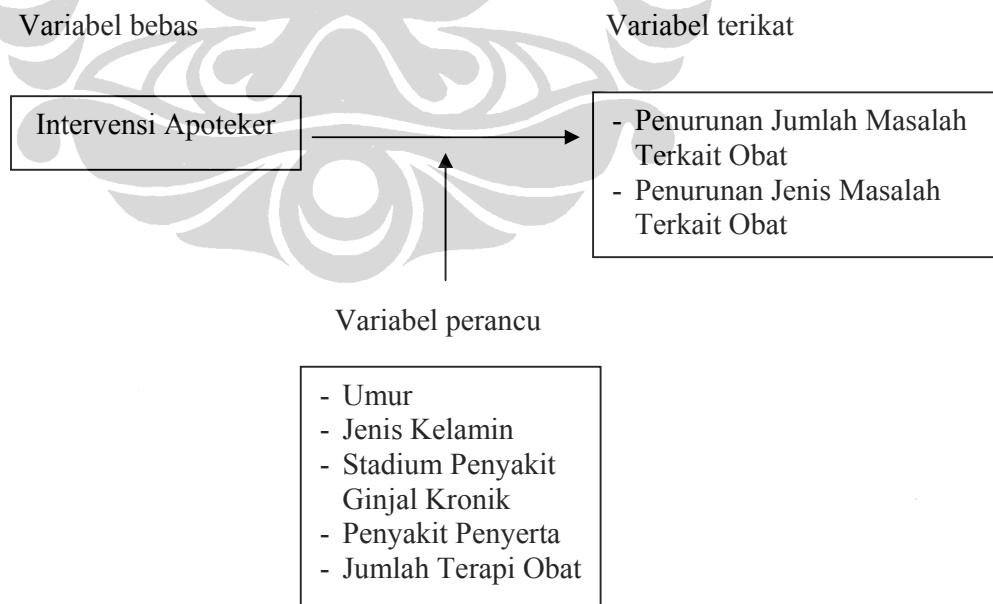 Variabel bebas
Variabel terikat
Intervensi Apoteker
- Penurunan Jumlah Masalah
Terkait Obat
- Penurunan Jenis Masalah
Terkait Obat
Variabel perancu
- Umur
- Jenis Kelamin
- Stadium Penyakit
Ginjal Kronik
- Penyakit Penyerta
- Jumlah Terapi Obat